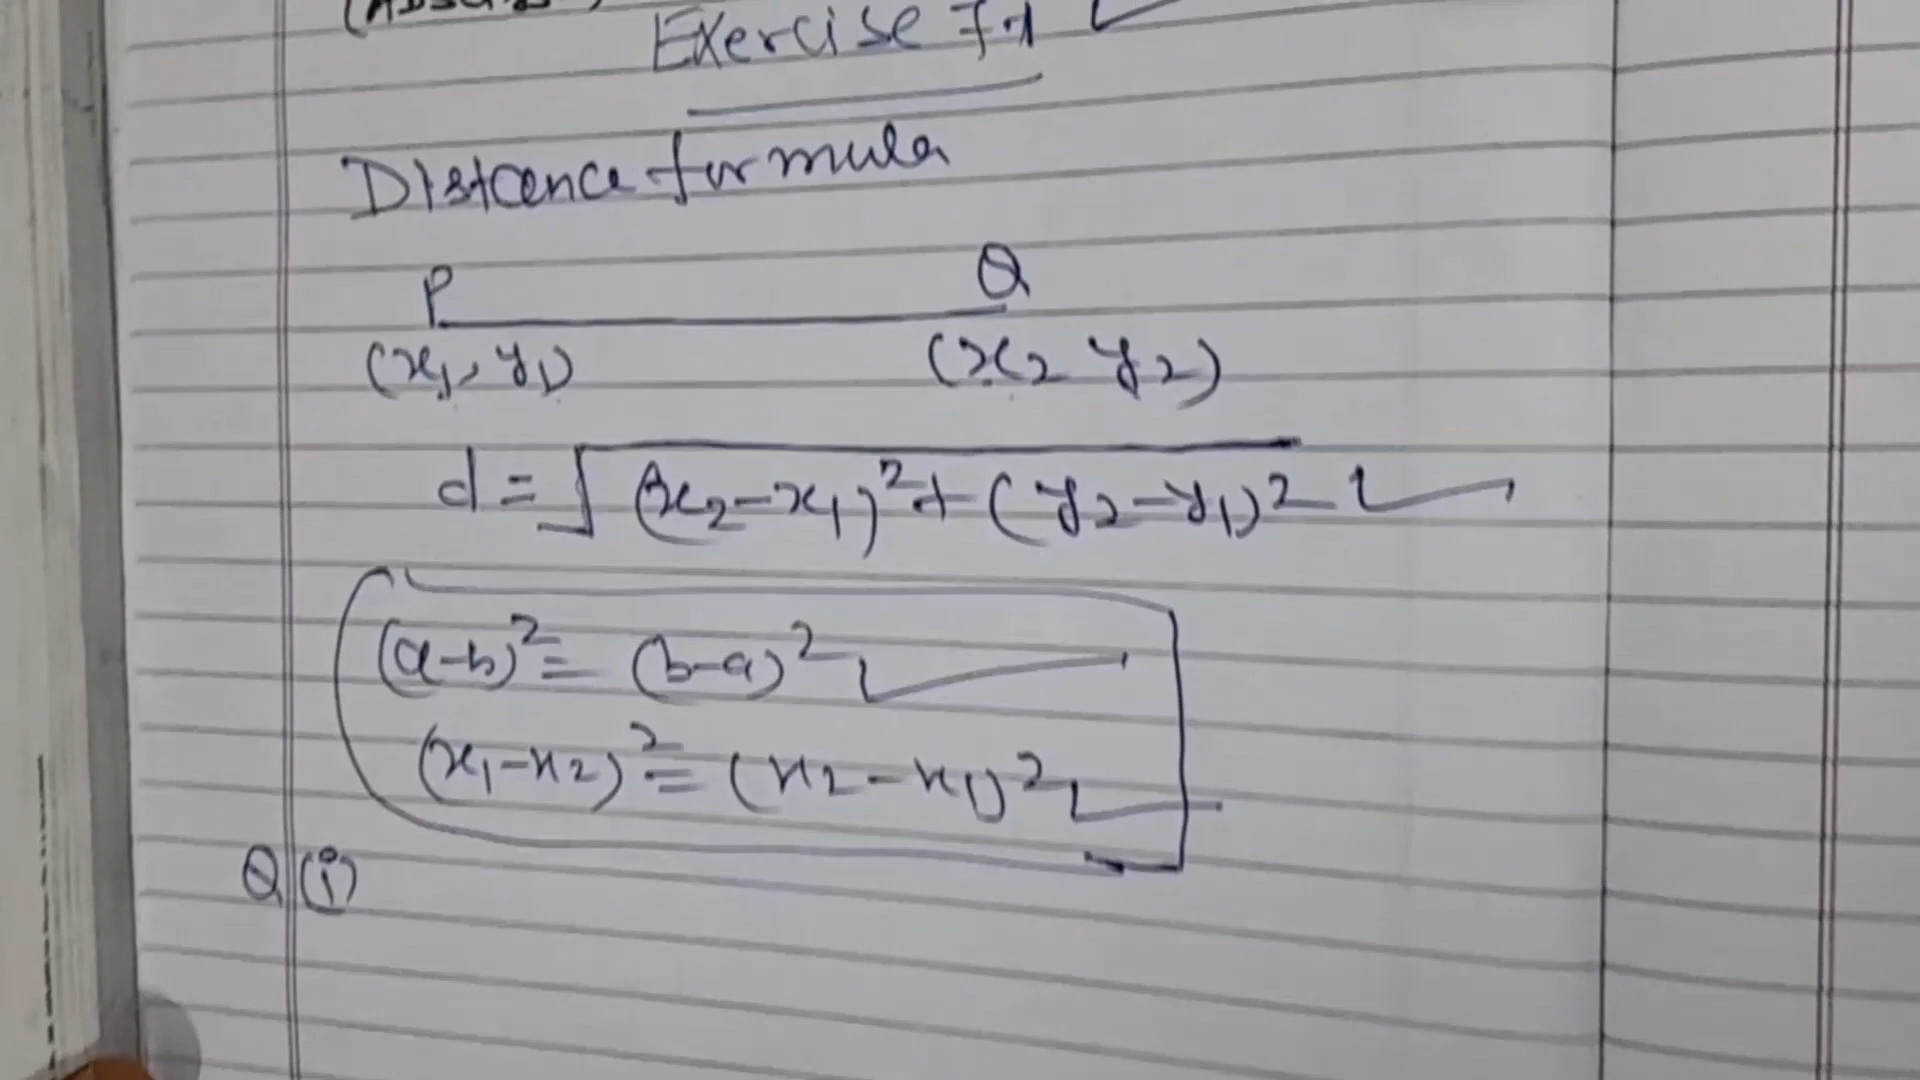 Exercise 7.1
Distance formula
P Q
(x₁, y₁) (x₂ y₂)
d = √(x₂-x₁)² + (y₂-y₁)²
(a-b)² = (b-a)²
(x₁-x₂)² = (x₂-x₁)²
Q (i)